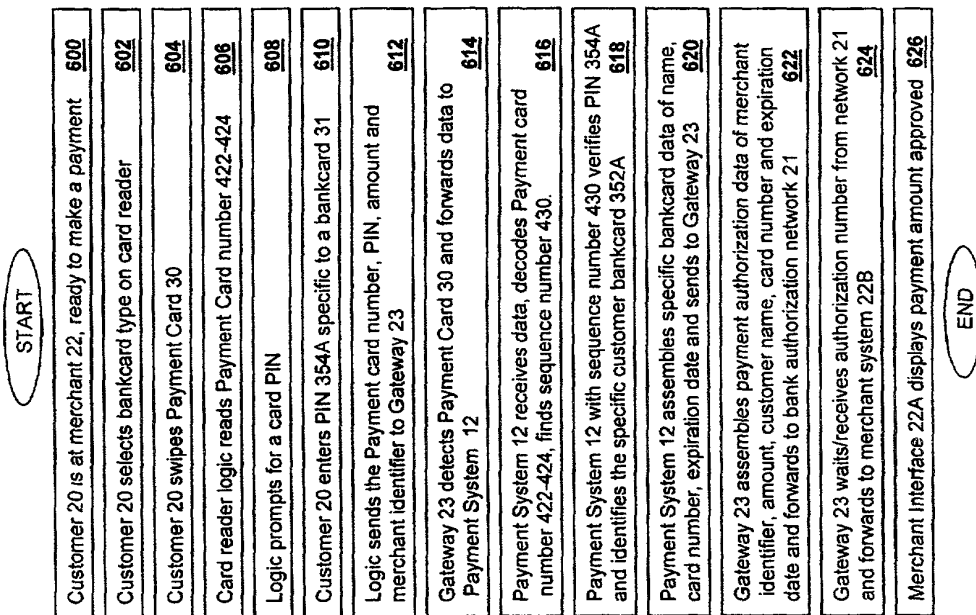 START
Customer 20 is at merchant 22, ready to make a payment 600
Customer 20 selects bankcard type on card reader 602
Customer 20 swipes Payment Card 30 604
Card reader logic reads Payment Card number 422-424 606
Logic prompts for a card PIN 608
Customer 20 enters PIN 354A specific to a bankcard 31 610
Logic sends the Payment card number, PIN, amount and
merchant identifier to Gateway 23 612
Gateway 23 detects Payment Card 30 and forwards data to
Payment System 12 614
Payment System 12 receives data, decodes Payment card
number 422-424, finds sequence number 430. 616
Payment System 12 with sequence number 430 verifies PIN 354A
and identifies the specific customer bankcard 352A 618
Payment System 12 assembles specific bankcard data of name,
card number, expiration date and sends to Gateway 23 620
Gateway 23 assembles payment authorization data of merchant
identifier, amount, customer name, card number and expiration
date and forwards to bank authorization network 21 622
Gateway 23 waits/receives authorization number from network 21
and forwards to merchant system 22B 624
Merchant Interface 22A displays payment amount approved 626
END